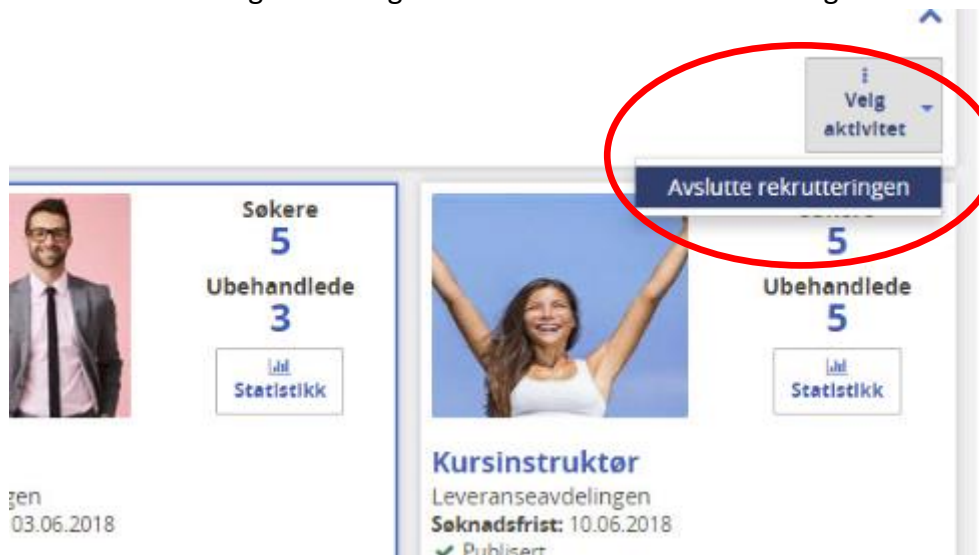 Velg
aktivitet
Avslutte rekrutteringen
Søkere
5
Ubehandlede
3
Statistikk
5
Ubehandlede
5
Statistikk
Kursinstruktør
gen
Leveranseavdelingen
03.06.2018
Søknadsfrist: 10.06.2018
Publisert